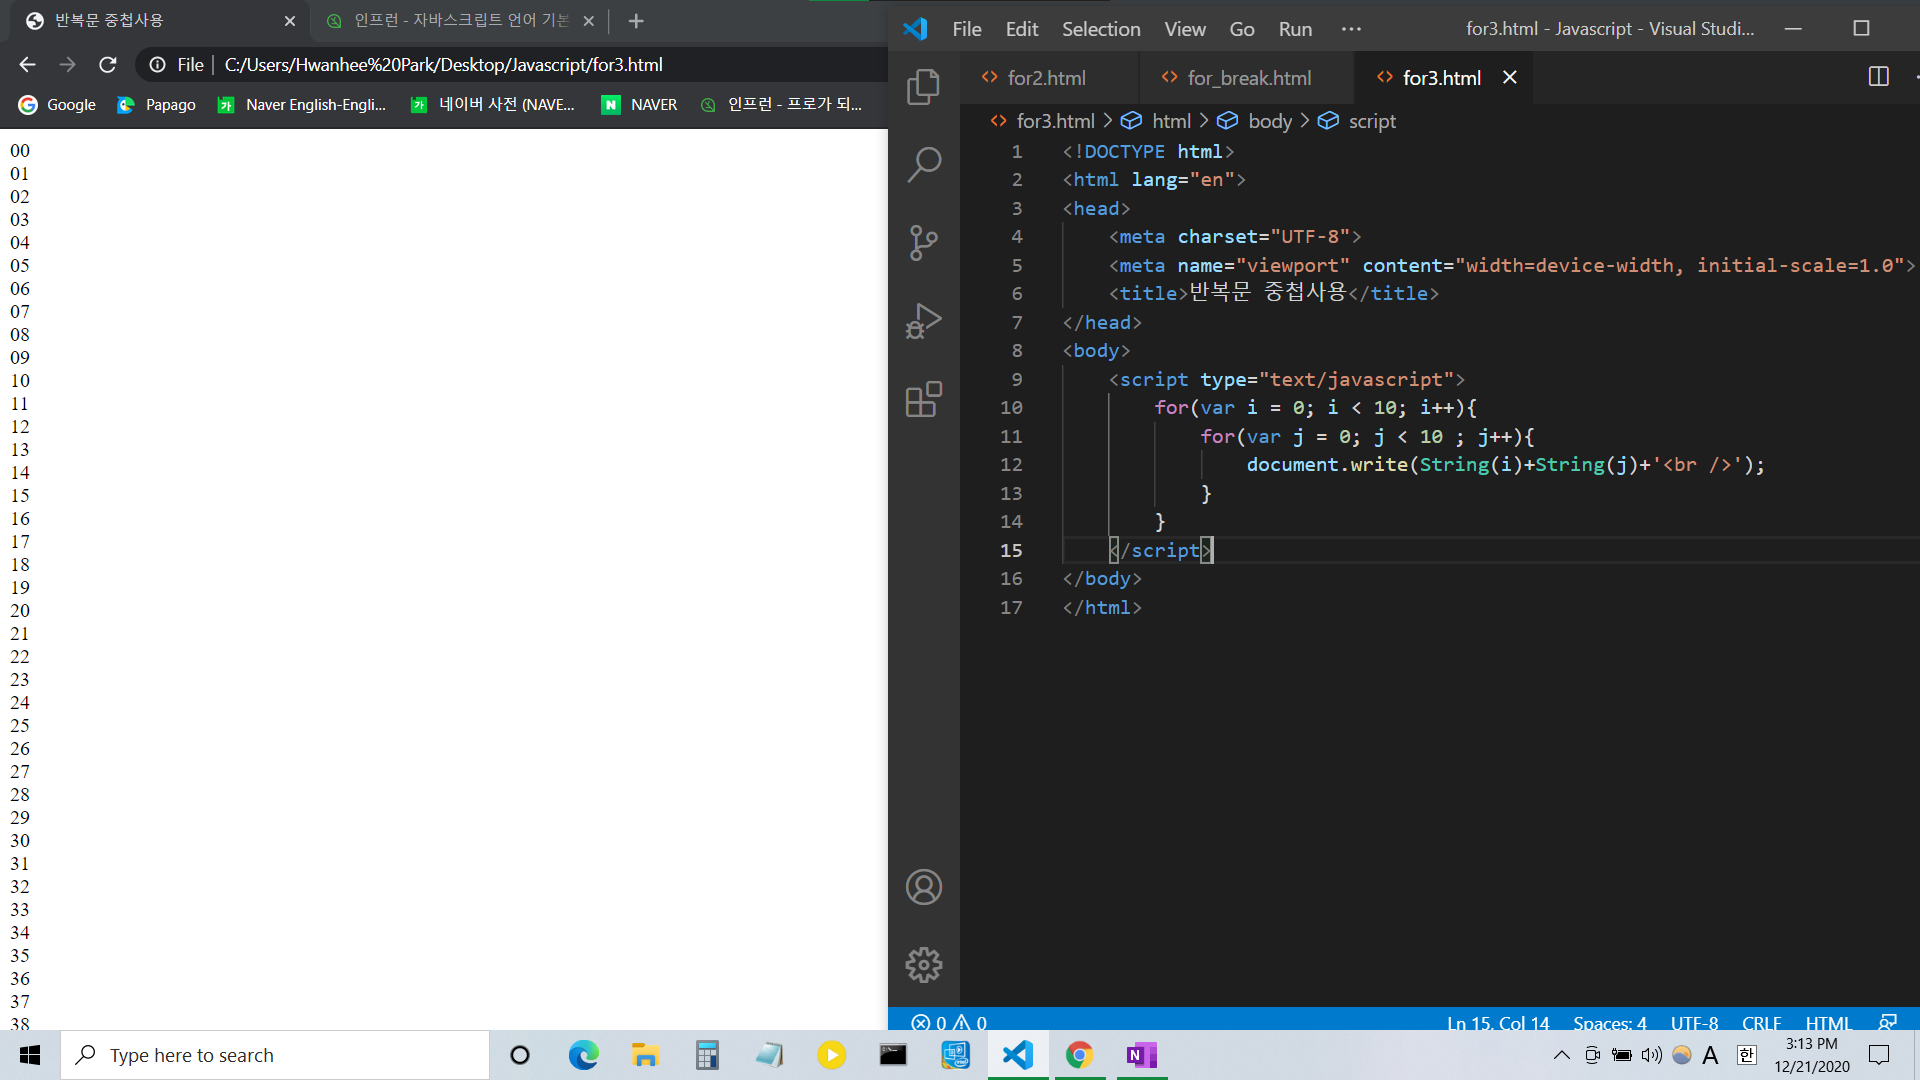 반복문 중첩사용
인프런 - 자바스크립트 언어 기본
File
C:/Users/Hwanhee%20Park/Desktop/Javascript/for3.html
Google
Papago
Naver English-Engli...
네이버 사전 (NAVE...
NAVER
인프런 - 프로가 되...
00
01
02
03
04
05
06
07
08
09
10
11
12
13
14
15
16
17
18
19
20
21
22
23
24
25
26
27
28
29
30
31
32
33
34
35
36
37
38
File Edit Selection View Go Run ···
for3.html - Javascript - Visual Studi...
for2.html
for_break.html
for3.html
for3.html > html > body > script
1 <!DOCTYPE html>
2 <html lang="en">
3 <head>
4 <meta charset="UTF-8">
5 <meta name="viewport" content="width=device-width, initial-scale=1.0">
6 <title>반복문 중첩사용</title>
7 </head>
8 <body>
9 <script type="text/javascript">
10 for(var i = 0; i < 10; i++){
11 for(var j = 0; j < 10 ; j++){
12 document.write(String(i)+String(j)+'<br />');
13 }
14 }
15 </script>
16 </body>
17 </html>
0 0
Ln 15, Col 14 Spaces: 4 UTF-8 CRLF HTML
Type here to search
A 한
3:13 PM
12/21/2020